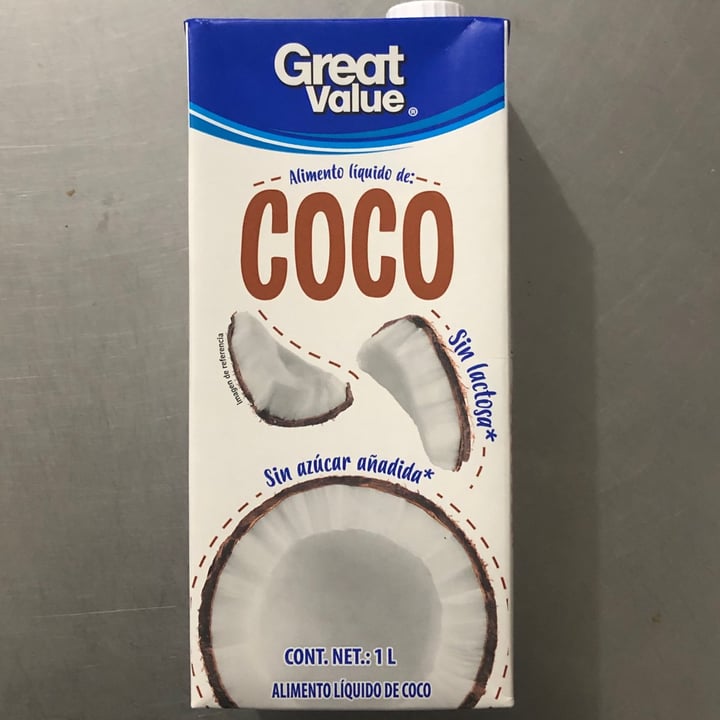 Great
Value®
Alimento líquido de:
COCO
Imagen de referencia
Sin lactosa*
Sin azúcar añadida*
CONT. NET.: 1 L
ALIMENTO LÍQUIDO DE COCO